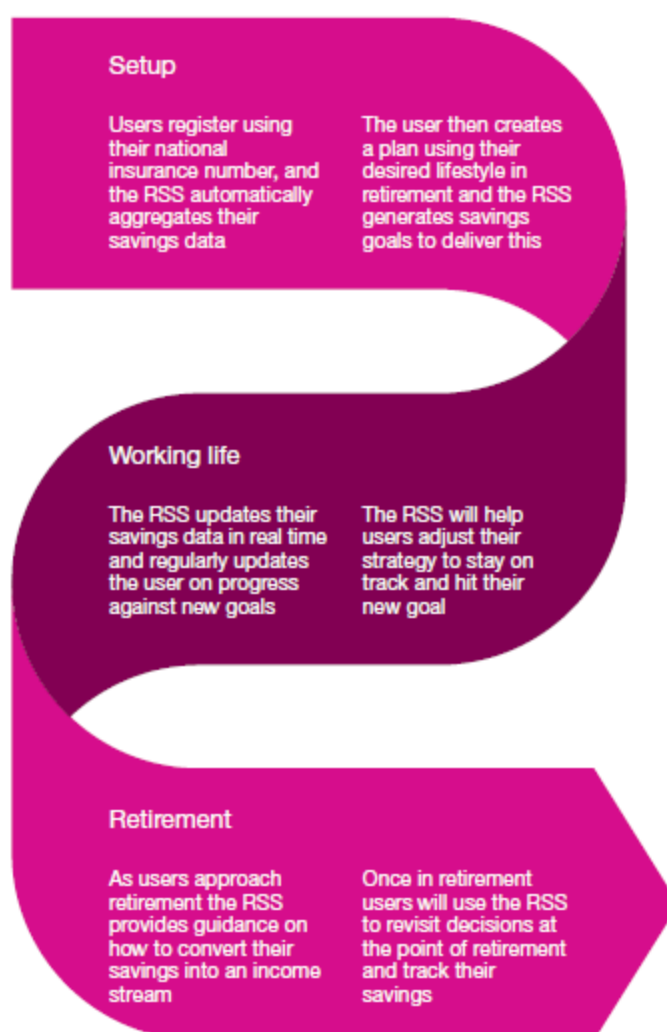 Setup
Users register using
their national
insurance number, and
the RSS automatically
aggregates their
savings data
The user then creates
a plan using their
desired lifestyle in
retirement and the RSS
generates savings
goals to deliver this
Working life
The RSS updates their
savings data in real time
and regularly updates
the user on progress
against new goals
The RSS will help
users adjust their
strategy to stay on
track and hit their
new goal
Retirement
As users approach
retirement the RSS
provides guidance on
how to convert their
savings into an income
stream
Once in retirement
users will use the RSS
to revisit decisions at
the point of retirement
and track their
savings